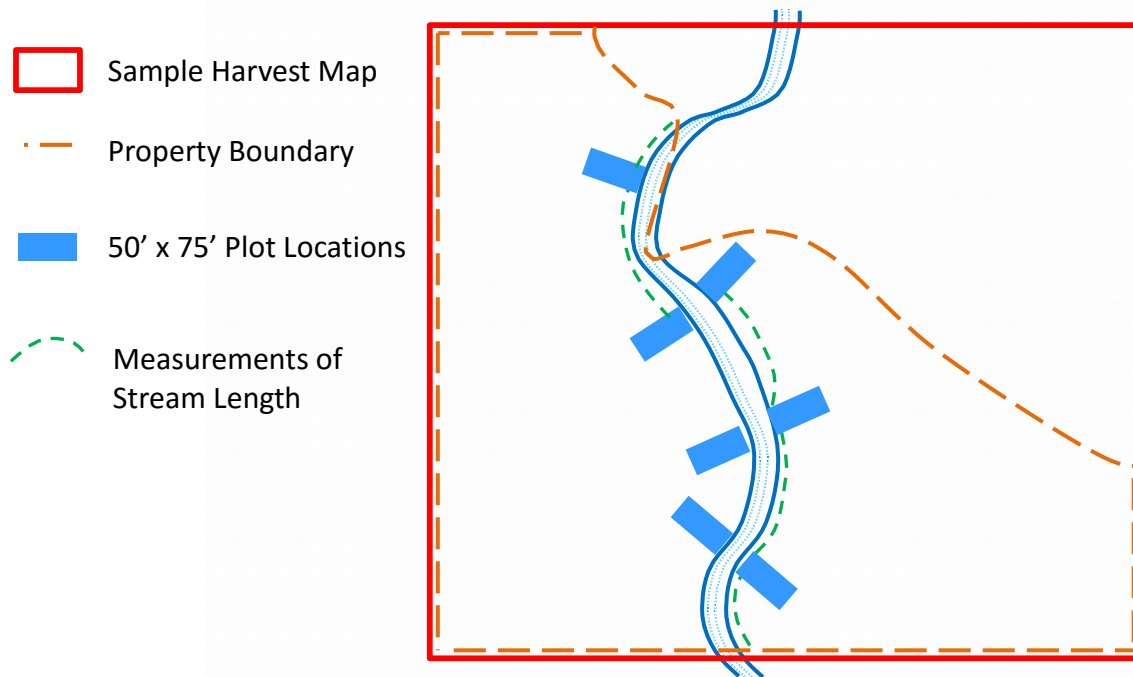 Sample Harvest Map
Property Boundary
50’ x 75’ Plot Locations
Measurements of
Stream Length